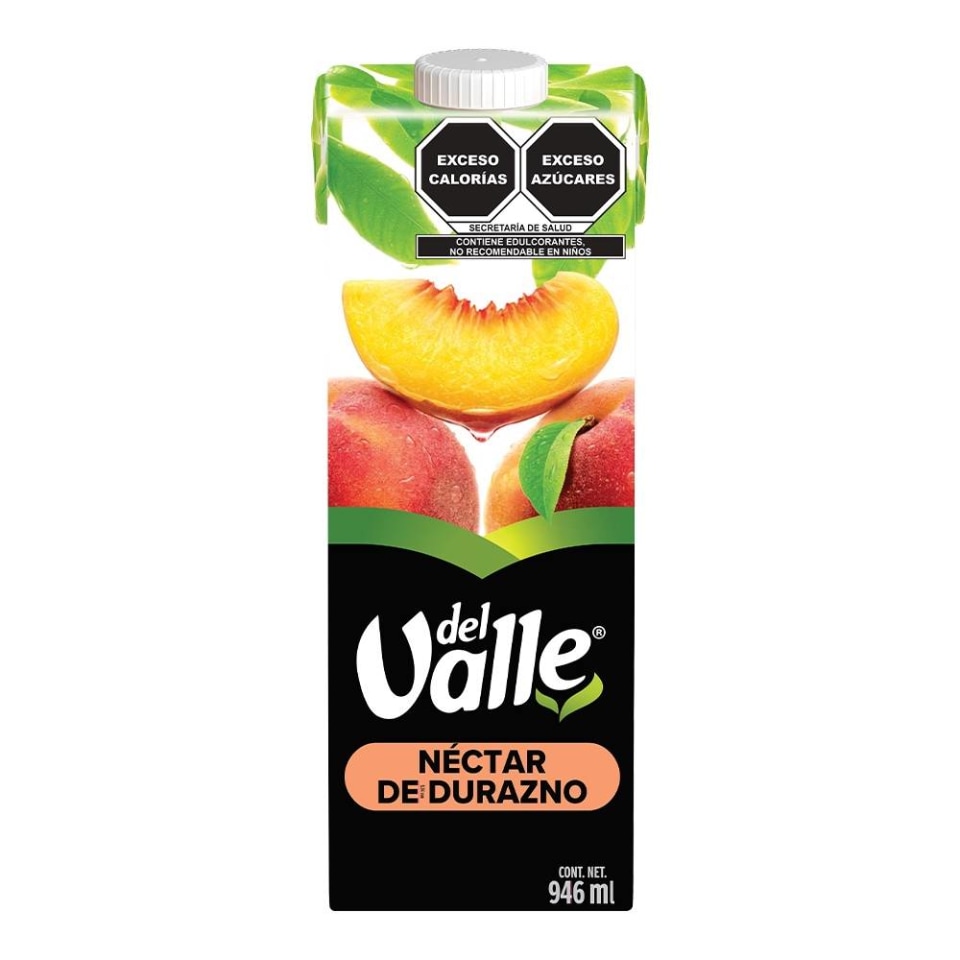 EXCESO
CALORÍAS
EXCESO
AZÚCARES
SECRETARÍA DE SALUD
CONTIENE EDULCORANTES,
NO RECOMENDABLE EN NIÑOS
del
Valle®
NÉCTAR
DE DURAZNO
CONT. NET.
946 ml